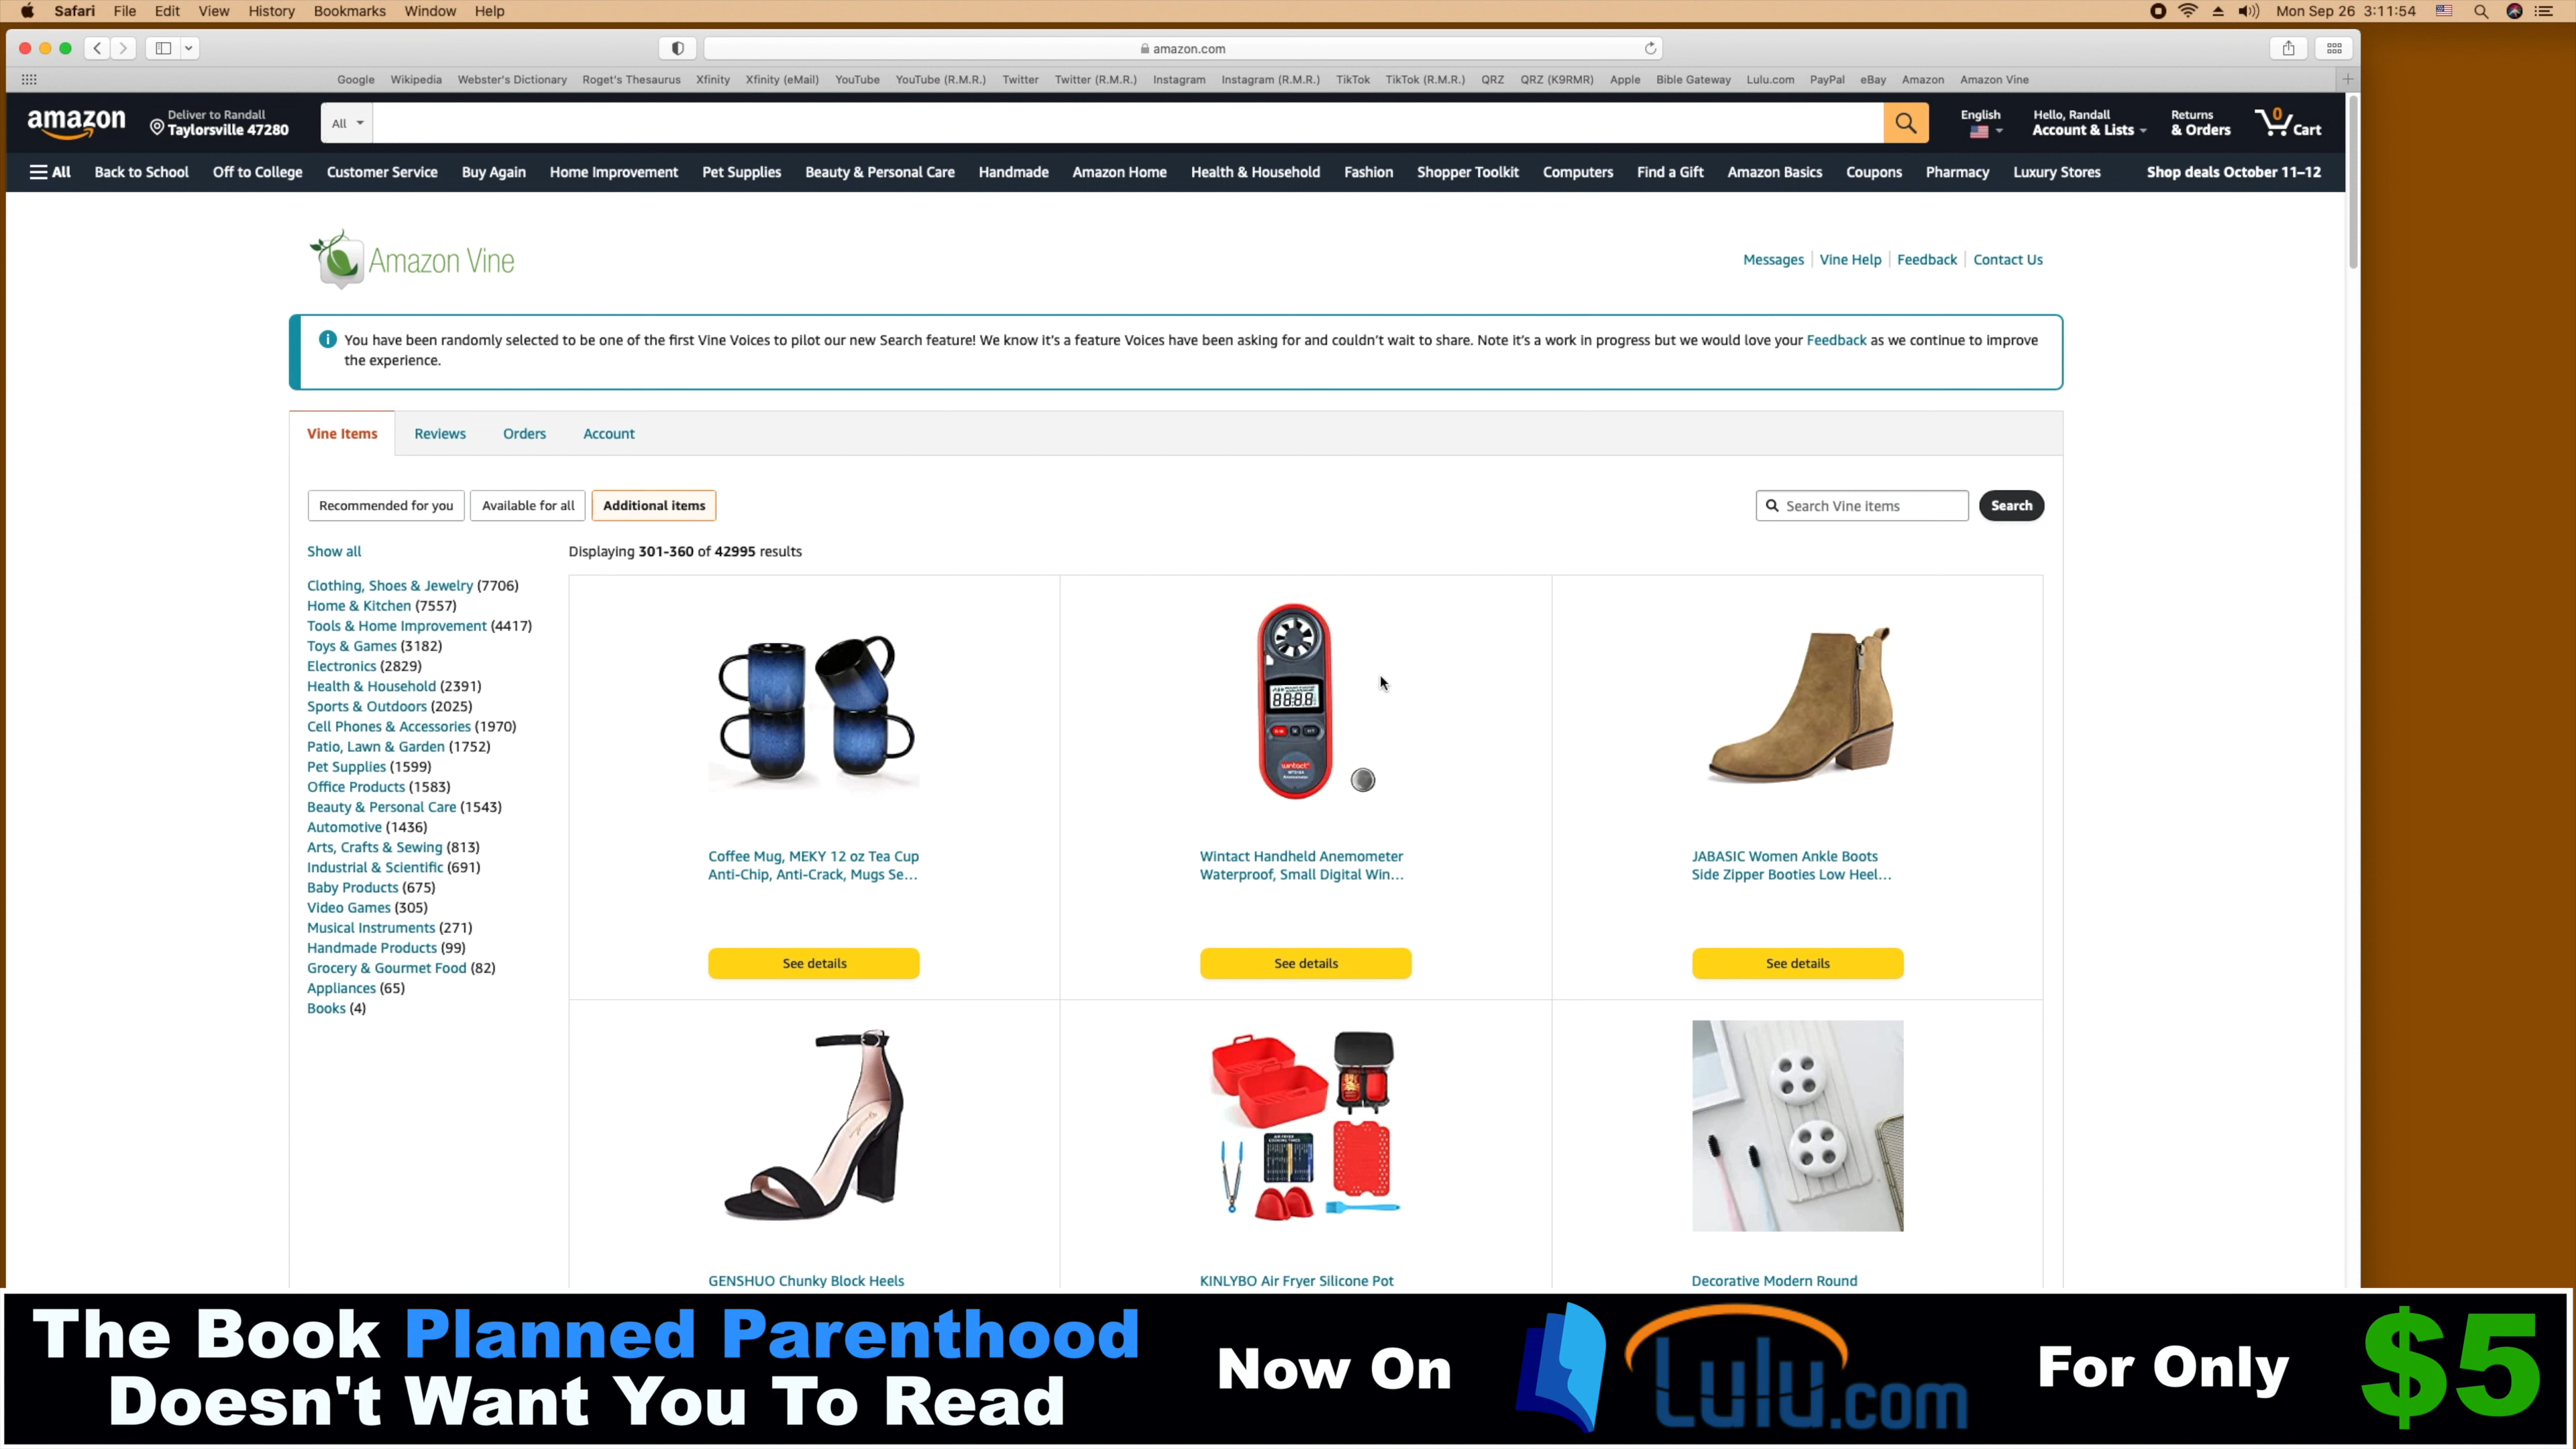 Safari File Edit View History Bookmarks Window Help
Mon Sep 26 3:11:54
amazon.com
Google Wikipedia Webster's Dictionary Roget's Thesaurus Xfinity Xfinity (eMail) YouTube YouTube (R.M.R.) Twitter Twitter (R.M.R.) Instagram Instagram (R.M.R.) TikTok TikTok (R.M.R.) QRZ QRZ (K9RMR) Apple Bible Gateway Lulu.com PayPal eBay Amazon Amazon Vine
amazon
Deliver to Randall
Taylorsville 47280
All
English
Hello, Randall
Account & Lists
Returns
& Orders
0
Cart
All Back to School Off to College Customer Service Buy Again Home Improvement Pet Supplies Beauty & Personal Care Handmade Amazon Home Health & Household Fashion Shopper Toolkit Computers Find a Gift Amazon Basics Coupons Pharmacy Luxury Stores Shop deals October 11–12
Amazon Vine
Messages Vine Help Feedback Contact Us
You have been randomly selected to be one of the first Vine Voices to pilot our new Search feature! We know it's a feature Voices have been asking for and couldn't wait to share. Note it's a work in progress but we would love your Feedback as we continue to improve
the experience.
Vine Items Reviews Orders Account
Recommended for you Available for all Additional items
Search Vine items Search
Show all
Displaying 301-360 of 42995 results
Clothing, Shoes & Jewelry (7706)
Home & Kitchen (7557)
Tools & Home Improvement (4417)
Toys & Games (3182)
Electronics (2829)
Health & Household (2391)
Sports & Outdoors (2025)
Cell Phones & Accessories (1970)
Patio, Lawn & Garden (1752)
Pet Supplies (1599)
Office Products (1583)
Beauty & Personal Care (1543)
Automotive (1436)
Arts, Crafts & Sewing (813)
Industrial & Scientific (691)
Baby Products (675)
Video Games (305)
Musical Instruments (271)
Handmade Products (99)
Grocery & Gourmet Food (82)
Appliances (65)
Books (4)
88.88
wintact
Coffee Mug, MEKY 12 oz Tea Cup
Anti-Chip, Anti-Crack, Mugs Se...
See details
Wintact Handheld Anemometer
Waterproof, Small Digital Win...
See details
JABASIC Women Ankle Boots
Side Zipper Booties Low Heel...
See details
GENSHUO Chunky Block Heels
KINLYBO Air Fryer Silicone Pot
Decorative Modern Round
The Book Planned Parenthood
Doesn't Want You To Read
Now On
Lulu.com
For Only
$5